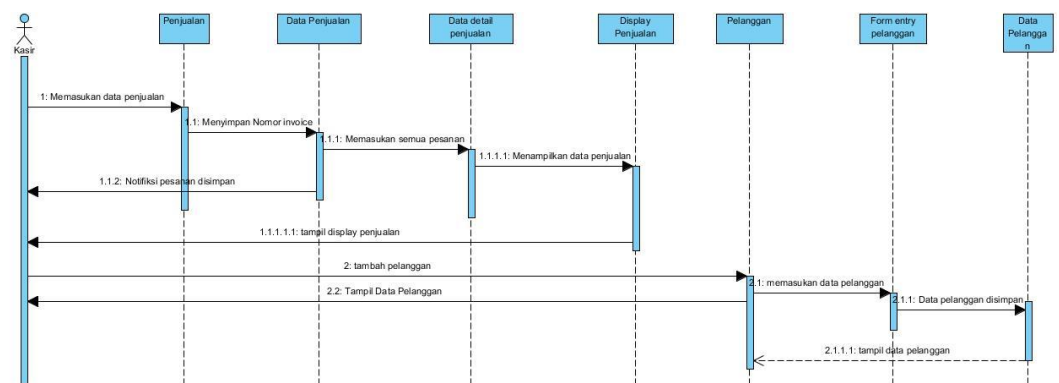 Kasir
Penjualan
Data Penjualan
Data detail
penjualan
Display
Penjualan
Pelanggan
Form entry
pelanggan
Data
Pelangga
n
1: Memasukan data penjualan
1.1: Menyimpan Nomor invoice
1.1.1: Memasukan semua pesanan
1.1.1.1: Menampilkan data penjualan
1.1.2: Notifiksi pesanan disimpan
1.1.1.1.1: tampil display penjualan
2: tambah pelanggan
2.1: memasukan data pelanggan
2.2: Tampil Data Pelanggan
2.1.1: Data pelanggan disimpan
2.1.1.1: tampil data pelanggan